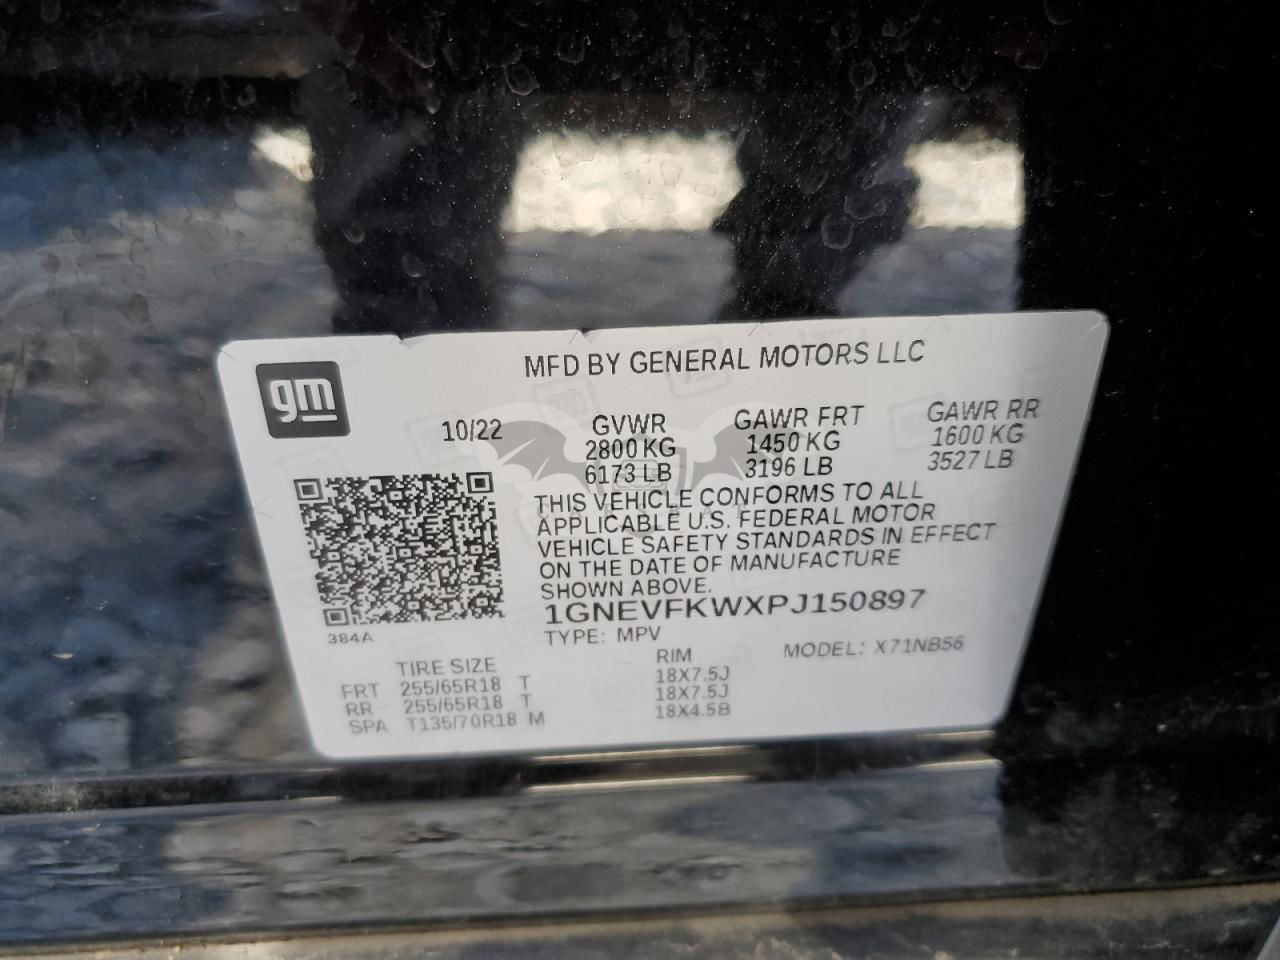 MFD BY GENERAL MOTORS LLC
gm
10/22 GVWR GAWR FRT GAWR RR
2800 KG 1450 KG 1600 KG
6173 LB 3196 LB 3527 LB
THIS VEHICLE CONFORMS TO ALL
APPLICABLE U.S. FEDERAL MOTOR
VEHICLE SAFETY STANDARDS IN EFFECT
ON THE DATE OF MANUFACTURE
SHOWN ABOVE.
1GNEVFKWXPJ150897
384A
TYPE: MPV MODEL: X71NB56
TIRE SIZE RIM
FRT 255/65R18 T 18X7.5J
RR 255/65R18 T 18X7.5J
SPA T135/70R18 M 18X4.5B